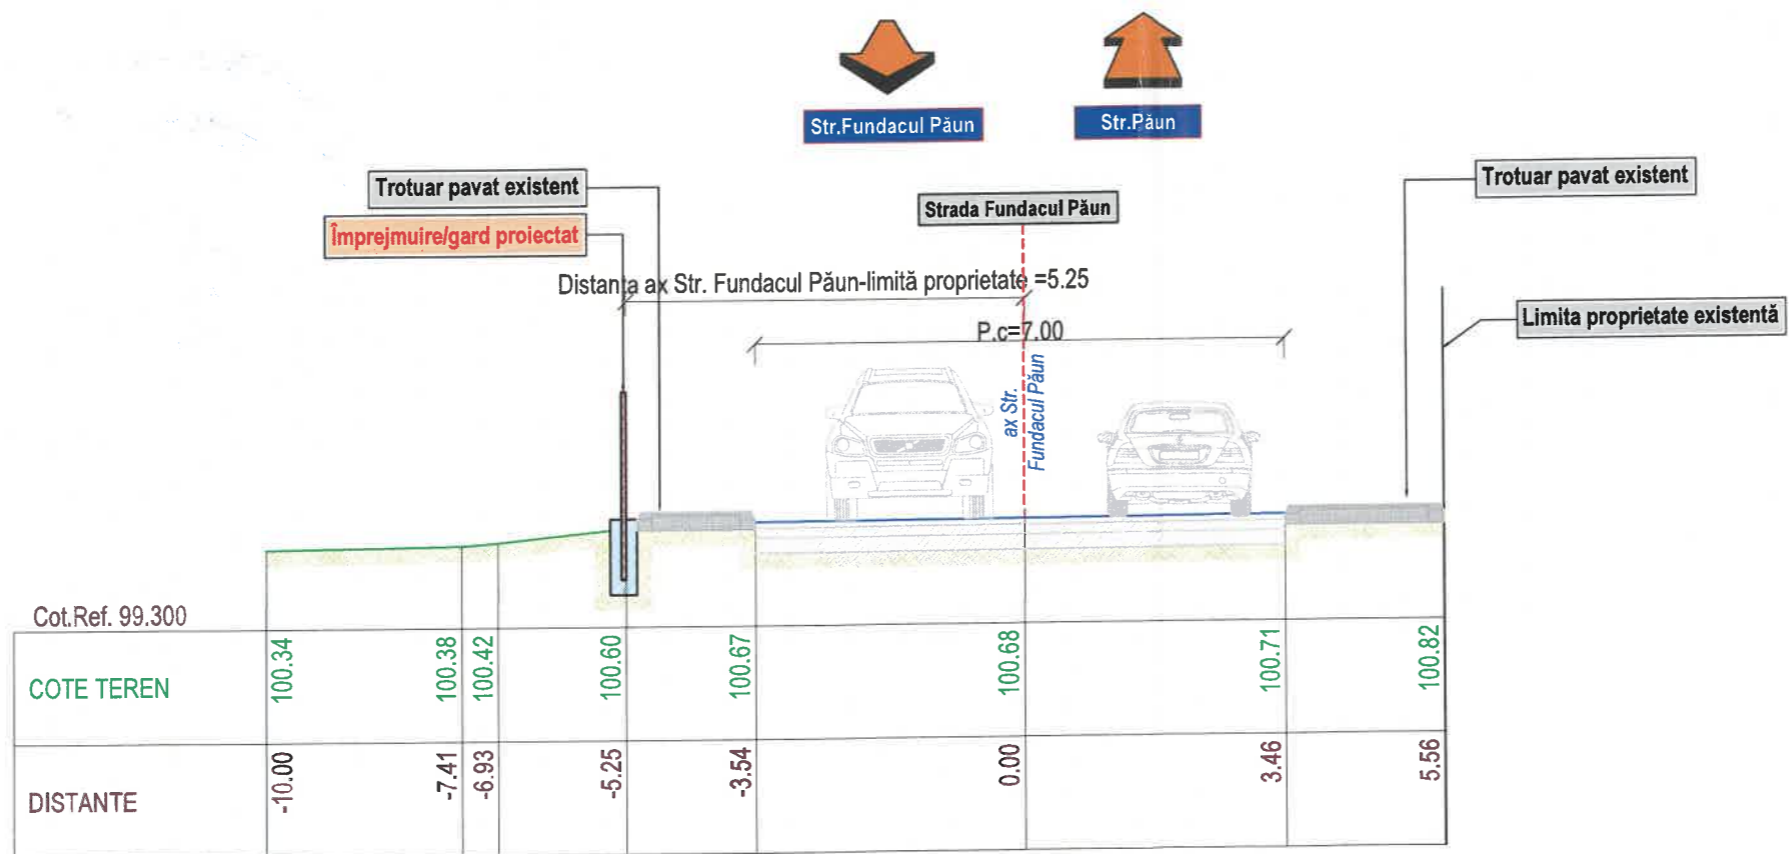 Str.Fundacul Păun
Str.Păun
Trotuar pavat existent
Trotuar pavat existent
Împrejmuire/gard proiectat
Strada Fundacul Păun
Distanța ax Str. Fundacul Păun-limită proprietate =5.25
Limita proprietate existentă
P.c=7.00
ax Str.
Fundacul Păun
Cot.Ref. 99.300
COTE TEREN 100.34 100.38 100.42 100.60 100.67 100.68 100.71 100.82
DISTANTE -10.00 -7.41 -6.93 -5.25 -3.54 0.00 3.46 5.56